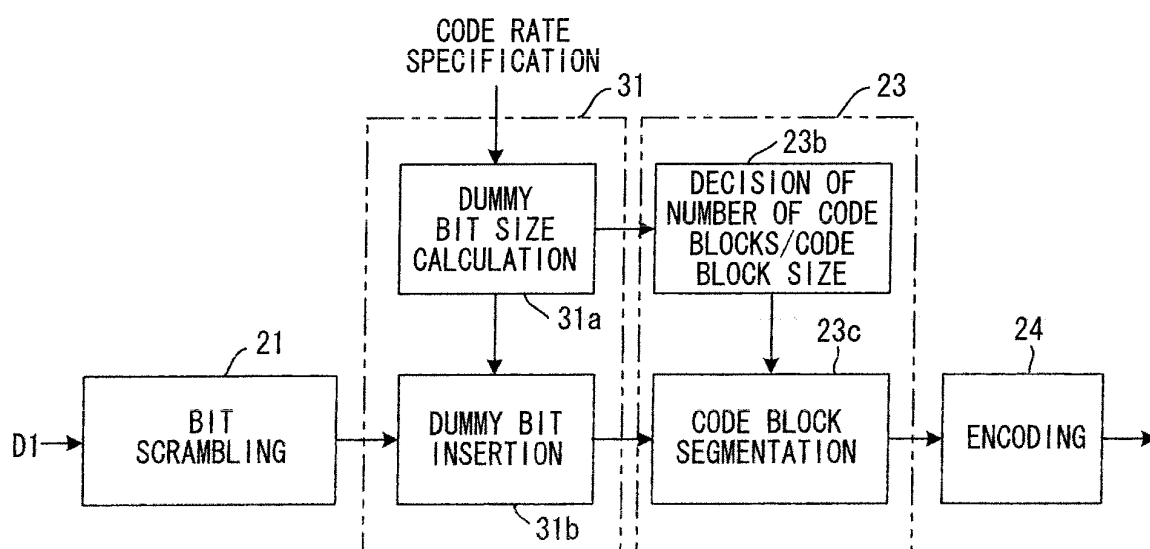 CODE RATE
SPECIFICATION
31
23
23b
DUMMY
BIT SIZE
CALCULATION
DECISION OF
NUMBER OF CODE
BLOCKS/CODE
BLOCK SIZE
31a
21
23c
24
D1
BIT
SCRAMBLING
DUMMY BIT
INSERTION
CODE BLOCK
SEGMENTATION
ENCODING
31b